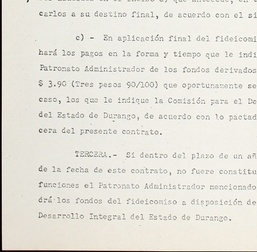 carlos a su destino final, de acuerdo con el si
c) - En aplicación final del fideicomi
hará los pagos en la forma y tiempo que le indi
Patronato Administrador de los fondos derivados
$ 3.90 (Tres pesos 90/100) que oportunamente se
caso, los que le indique la Comisión para el De
del Estado de Durango, de acuerdo con lo pactad
cera del presente contrato.
TERCERA.- Si dentro del plazo de un añ
de la fecha de este contrato, no fuere constitu
funciones el Patronato Administrador mencionado
drá los fondos del fideicomiso a disposición de
Desarrollo Integral del Estado de Durango.